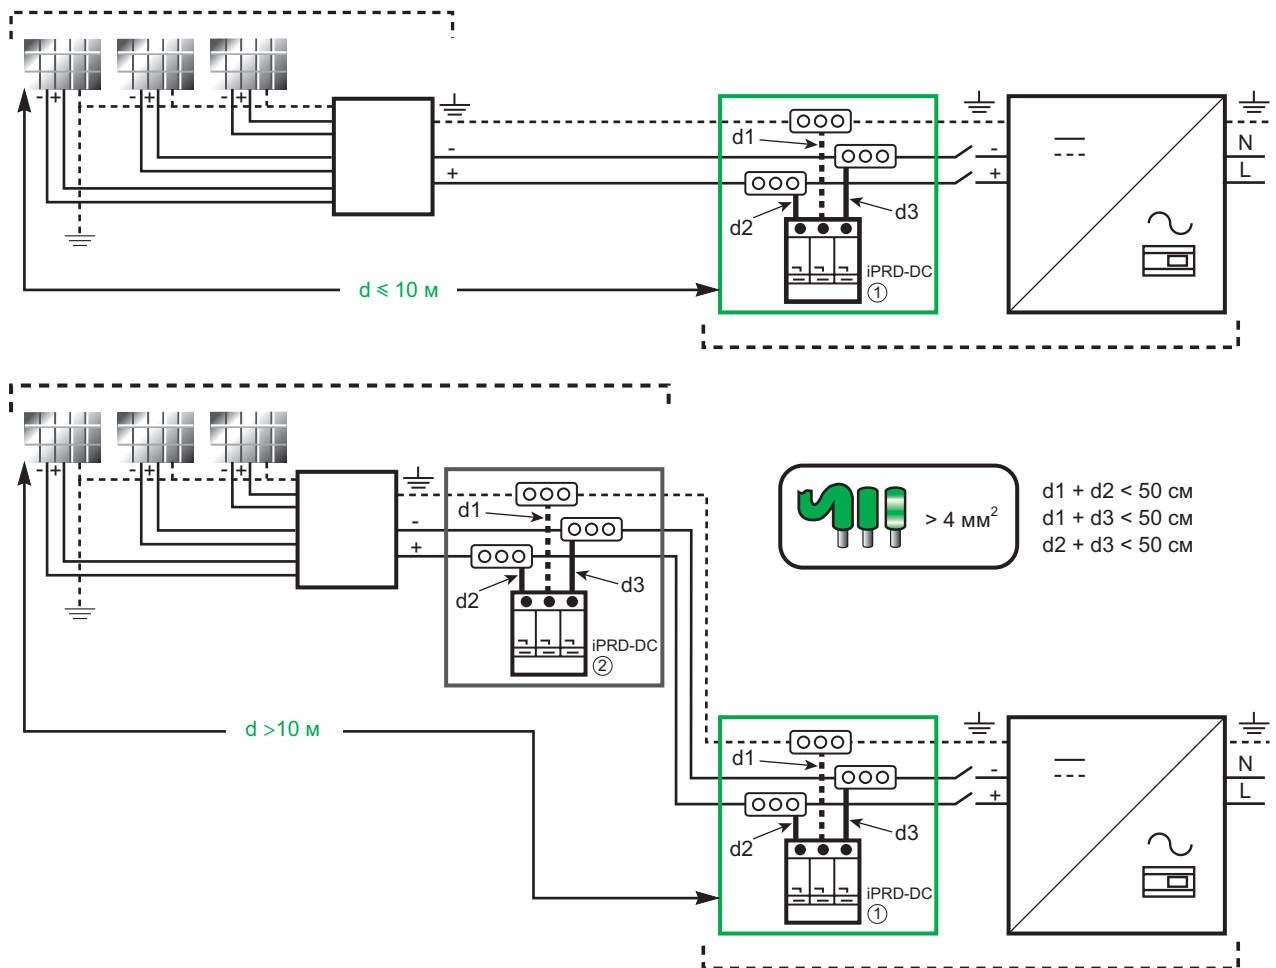 - + - + - +
-
+
d1
d2
d3
iPRD-DC
1
- N
+ L
d ⩽ 10 м
- + - + - +
-
+
d1
d2
d3
iPRD-DC
2
> 4 мм²
d1 + d2 < 50 см
d1 + d3 < 50 см
d2 + d3 < 50 см
d >10 м
d1
d2
d3
iPRD-DC
1
- N
+ L